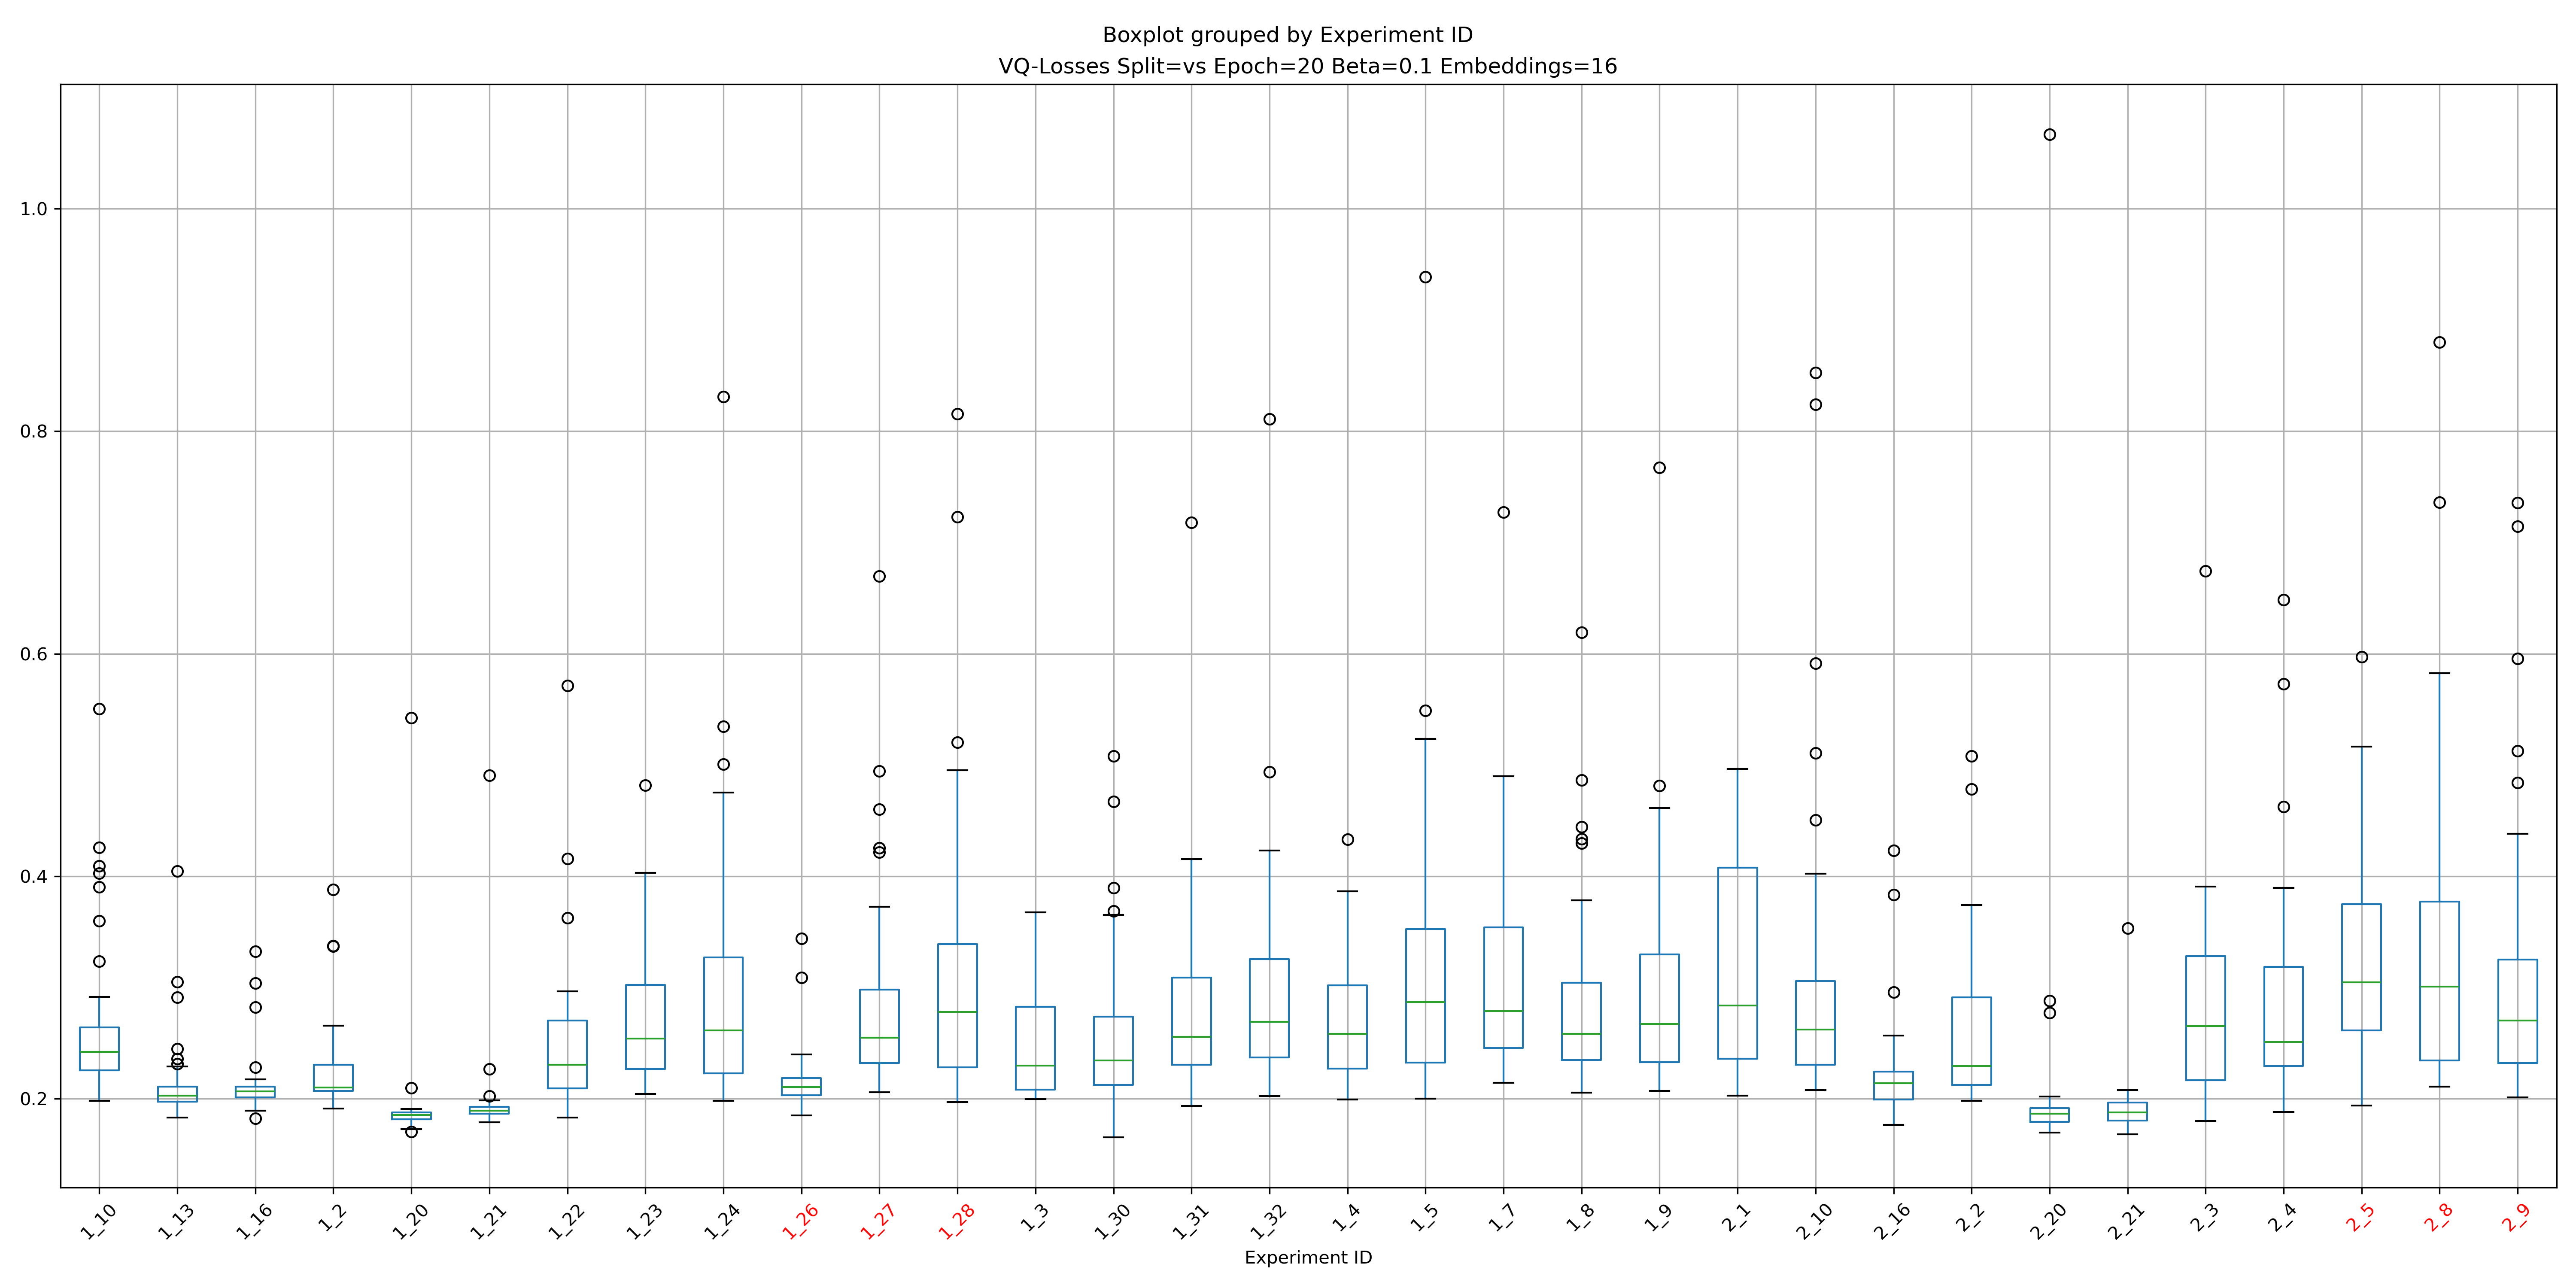 Boxplot grouped by Experiment ID
VQ-Losses Split=vs Epoch=20 Beta=0.1 Embeddings=16
1.0
0.8
0.6
0.4
0.2
1_10 1_13 1_16 1_2 1_20 1_21 1_22 1_23 1_24 1_26 1_27 1_28 1_3 1_30 1_31 1_32 1_4 1_5 1_7 1_8 1_9 2_1 2_10 2_16 2_2 2_20 2_21 2_3 2_4 2_5 2_8 2_9
Experiment ID